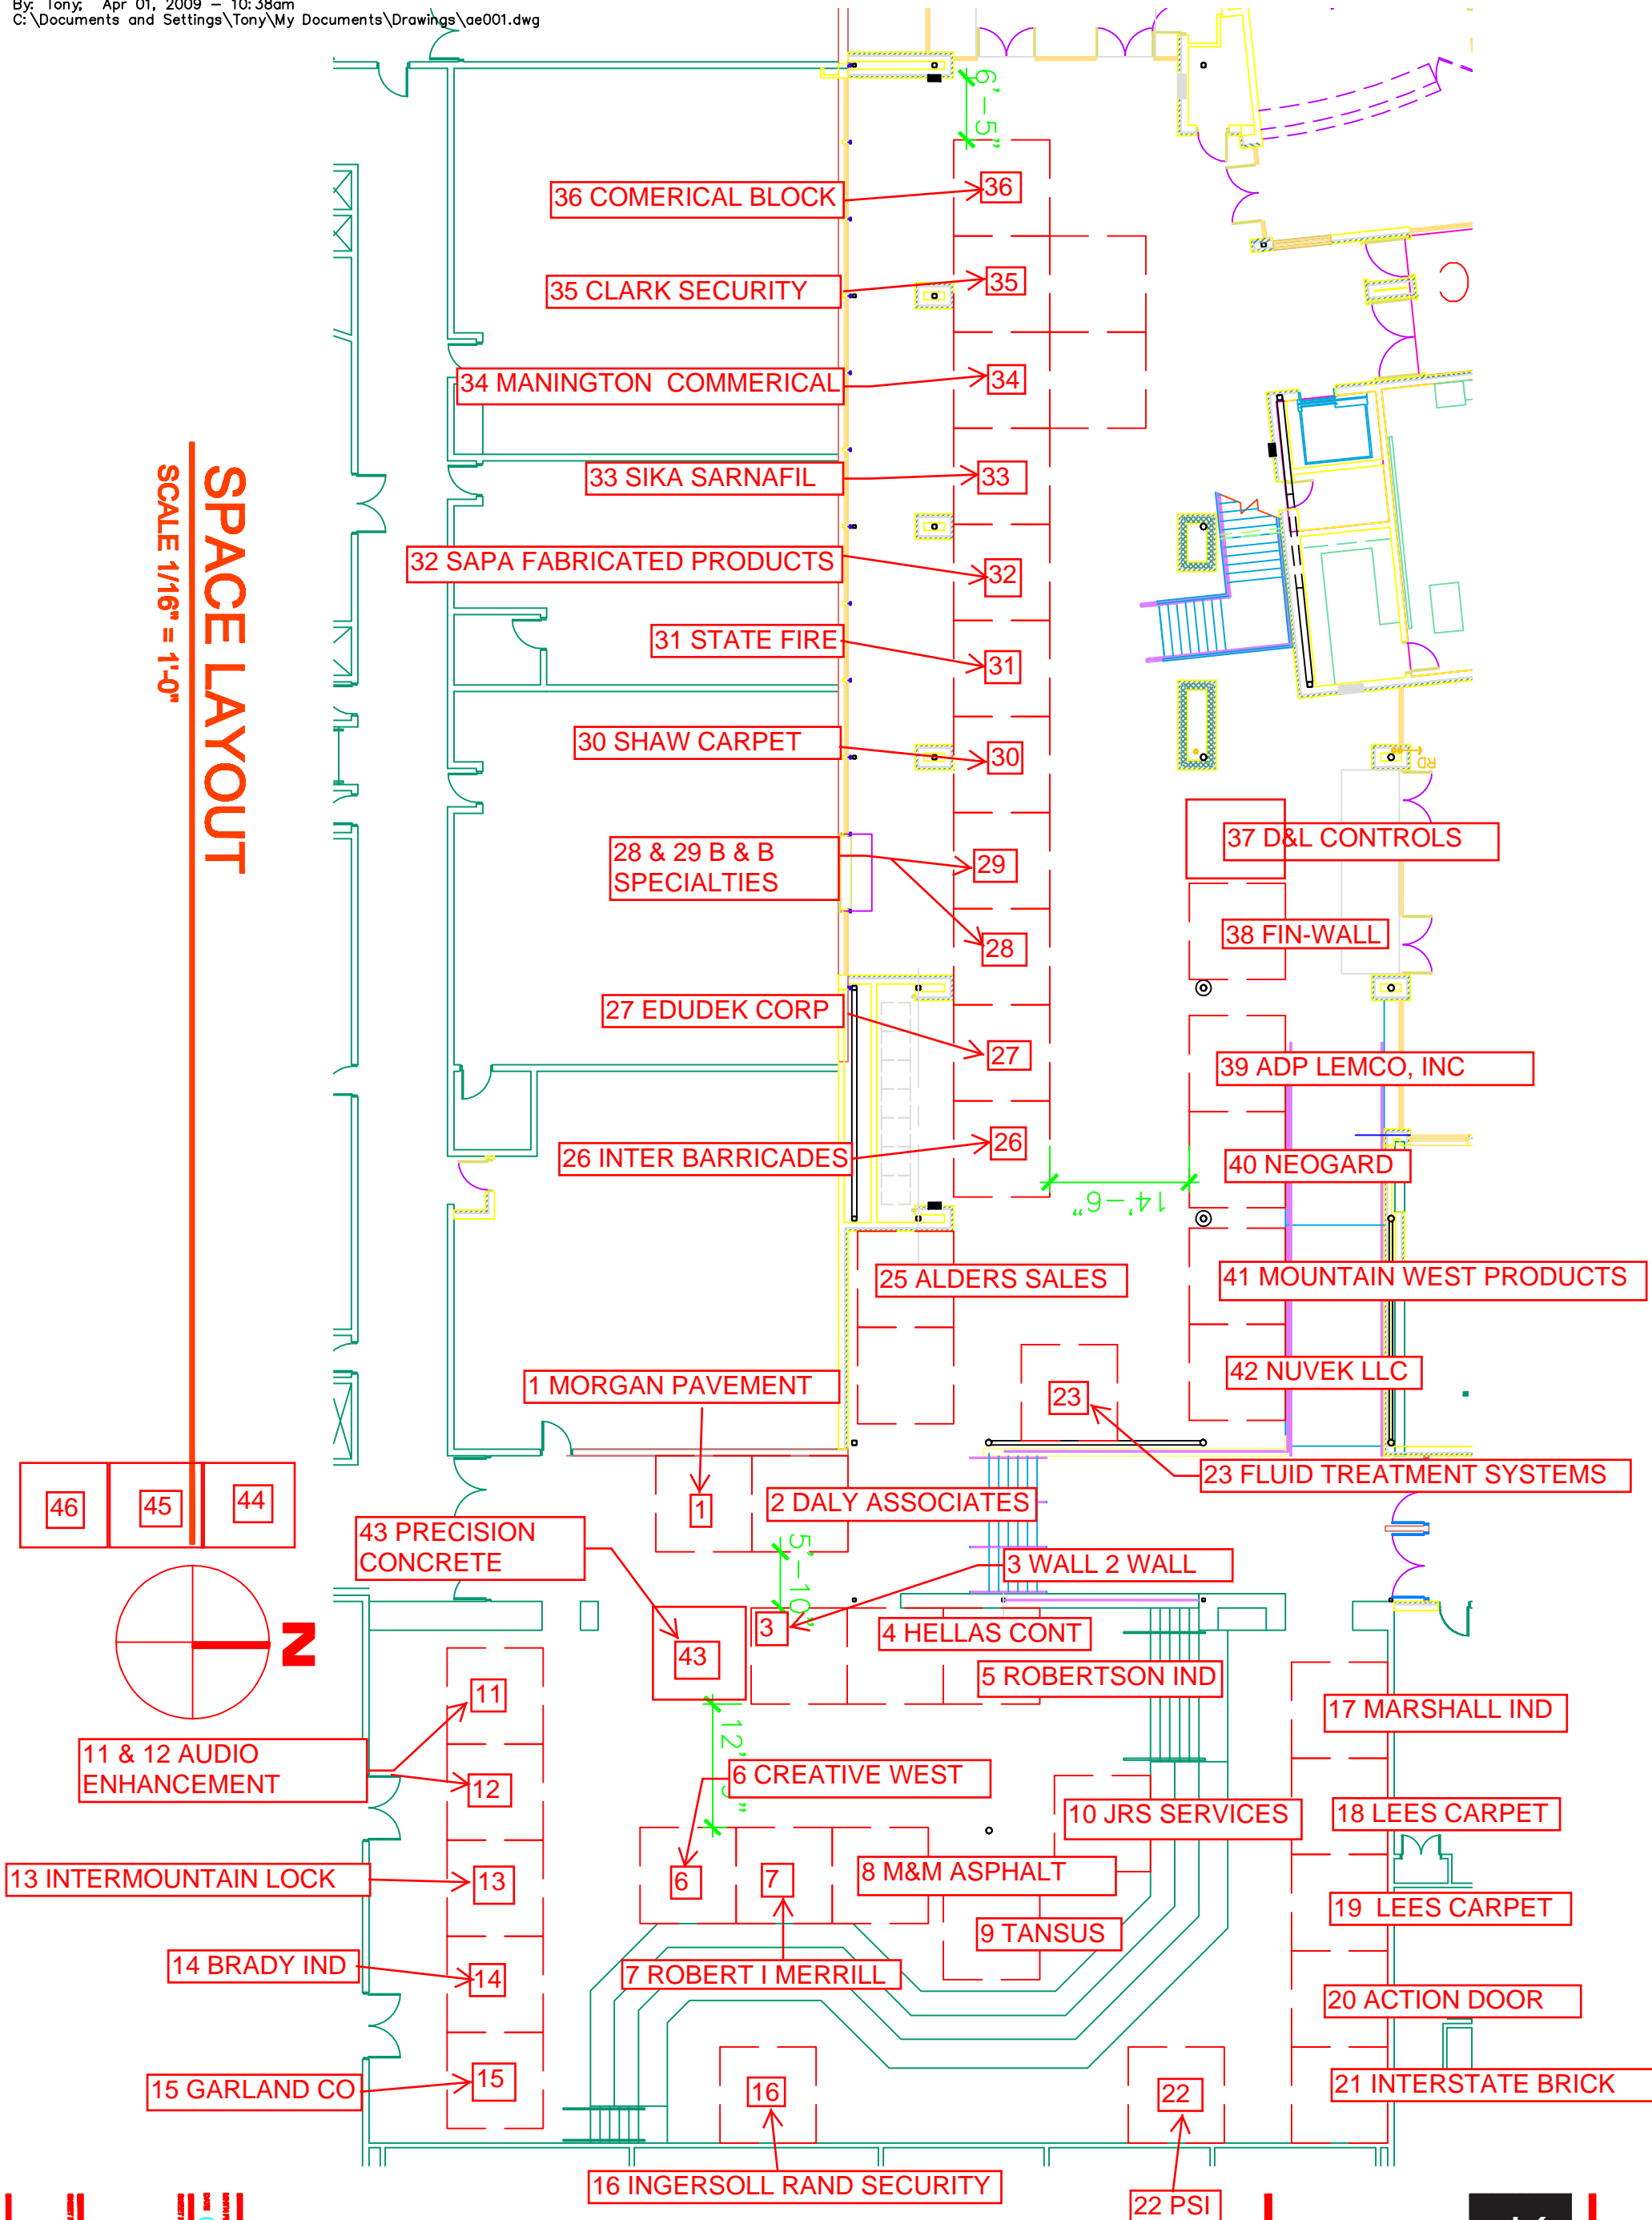 By: Tony; Apr 01, 2009 - 10:38am
C:\Documents and Settings\Tony\My Documents\Drawings\ae001.dwg
6'-5"
36 COMERICAL BLOCK
36
35 CLARK SECURITY
35
34 MANINGTON COMMERICAL
34
33 SIKA SARNAFIL
33
32 SAPA FABRICATED PRODUCTS
32
31 STATE FIRE
31
30 SHAW CARPET
30
RD
28 & 29 B & B
SPECIALTIES
29
28
37 D&L CONTROLS
38 FIN-WALL
27 EDUDEK CORP
27
39 ADP LEMCO, INC
26 INTER BARRICADES
26
40 NEOGARD
14'-6"
25 ALDERS SALES
41 MOUNTAIN WEST PRODUCTS
1 MORGAN PAVEMENT
23
42 NUVEK LLC
23 FLUID TREATMENT SYSTEMS
SPACE LAYOUT
SCALE 1/16" = 1'-0"
46
45
44
N
1
2 DALY ASSOCIATES
43 PRECISION
CONCRETE
5'-10"
3 WALL 2 WALL
3
4 HELLAS CONT
43
5 ROBERTSON IND
11
17 MARSHALL IND
11 & 12 AUDIO
ENHANCEMENT
12
6 CREATIVE WEST
10 JRS SERVICES
18 LEES CARPET
13 INTERMOUNTAIN LOCK
13
6
7
8 M&M ASPHALT
19 LEES CARPET
9 TANSUS
14 BRADY IND
14
7 ROBERT I MERRILL
20 ACTION DOOR
15 GARLAND CO
15
16
22
21 INTERSTATE BRICK
16 INGERSOLL RAND SECURITY
22 PSI